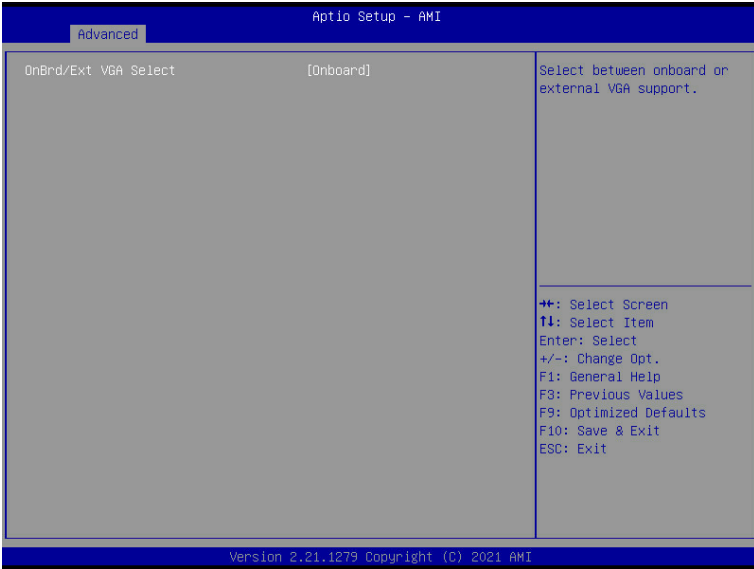 Aptio Setup – AMI
Advanced
OnBrd/Ext VGA Select [Onboard]
Select between onboard or
external VGA support.
→←: Select Screen
↑↓: Select Item
Enter: Select
+/-: Change Opt.
F1: General Help
F3: Previous Values
F9: Optimized Defaults
F10: Save & Exit
ESC: Exit
Version 2.21.1279 Copyright (C) 2021 AMI